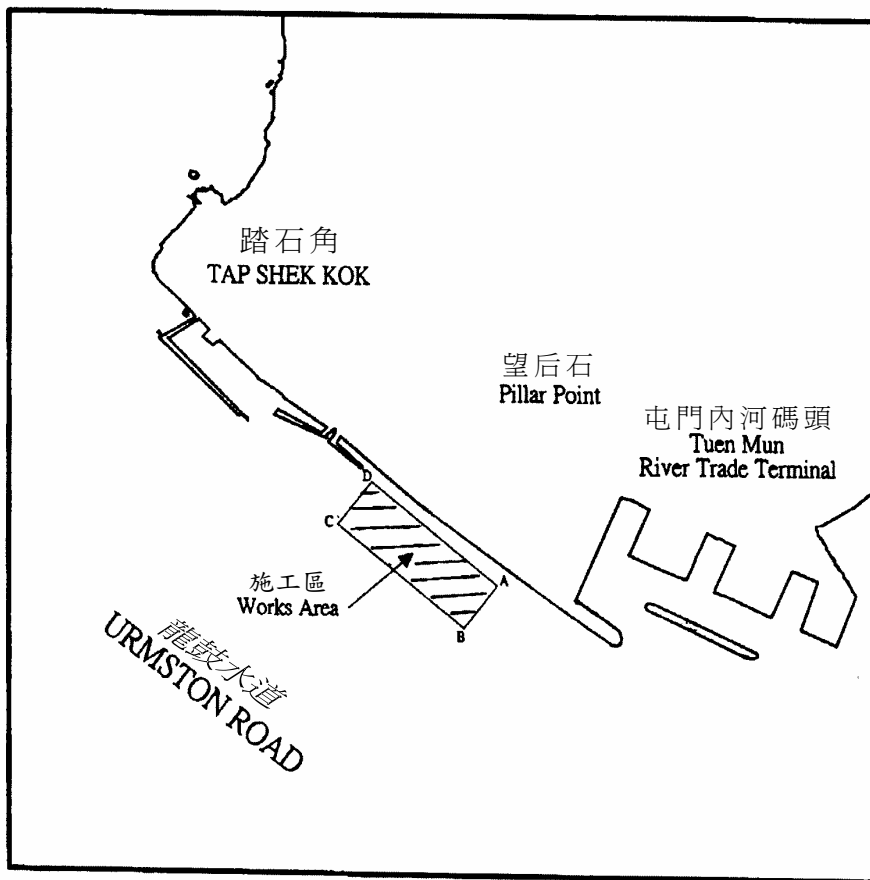 踏石角
TAP SHEK KOK
望后石
Pillar Point
屯門內河碼頭
Tuen Mun
River Trade Terminal
D
C
A
B
施工區
Works Area
龍鼓水道
URMSTON ROAD